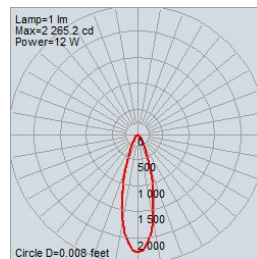 Lamp=1 lm
Max=2 265.2 cd
Power=12 W
0
500
1 000
1 500
2 000
Circle D=0.008 feet